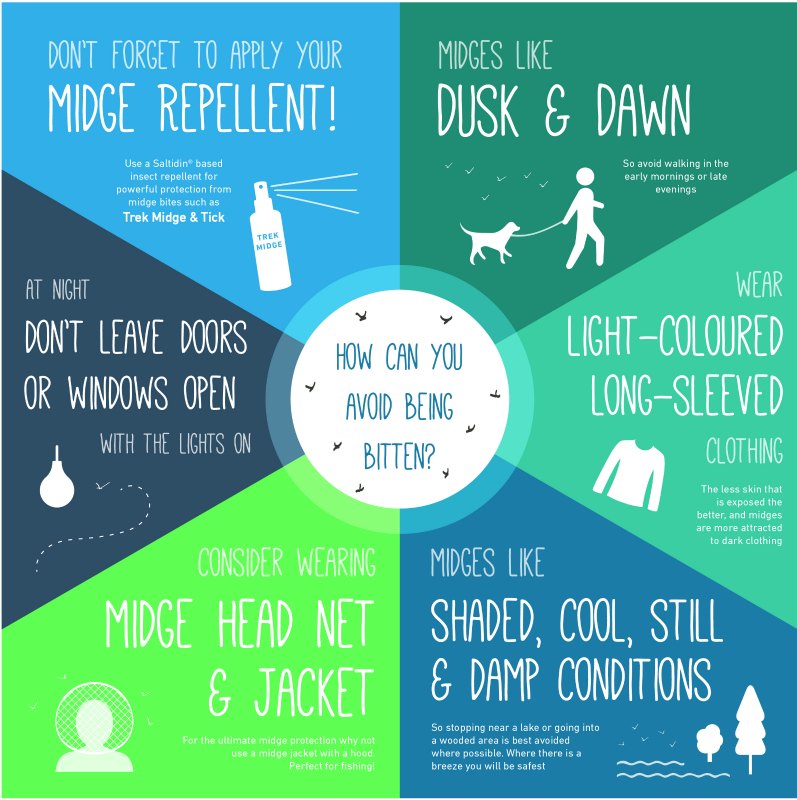 DON'T FORGET TO APPLY YOUR
MIDGE REPELLENT!
Use a Saltidin® based
insect repellent for
powerful protection from
midge bites such as
Trek Midge & Tick
TREK
MIDGE
MIDGES LIKE
DUSK & DAWN
So avoid walking in the
early mornings or late
evenings
AT NIGHT
DON'T LEAVE DOORS
OR WINDOWS OPEN
WITH THE LIGHTS ON
HOW CAN YOU
AVOID BEING
BITTEN?
WEAR
LIGHT-COLOURED
LONG-SLEEVED
CLOTHING
The less skin that
is exposed the
better, and midges
are more attracted
to dark clothing
CONSIDER WEARING
MIDGE HEAD NET
& JACKET
For the ultimate midge protection why not
use a midge jacket with a hood.
Perfect for fishing!
MIDGES LIKE
SHADED, COOL, STILL
& DAMP CONDITIONS
So stopping near a lake or going into
a wooded area is best avoided
where possible. Where there is a
breeze you will be safest